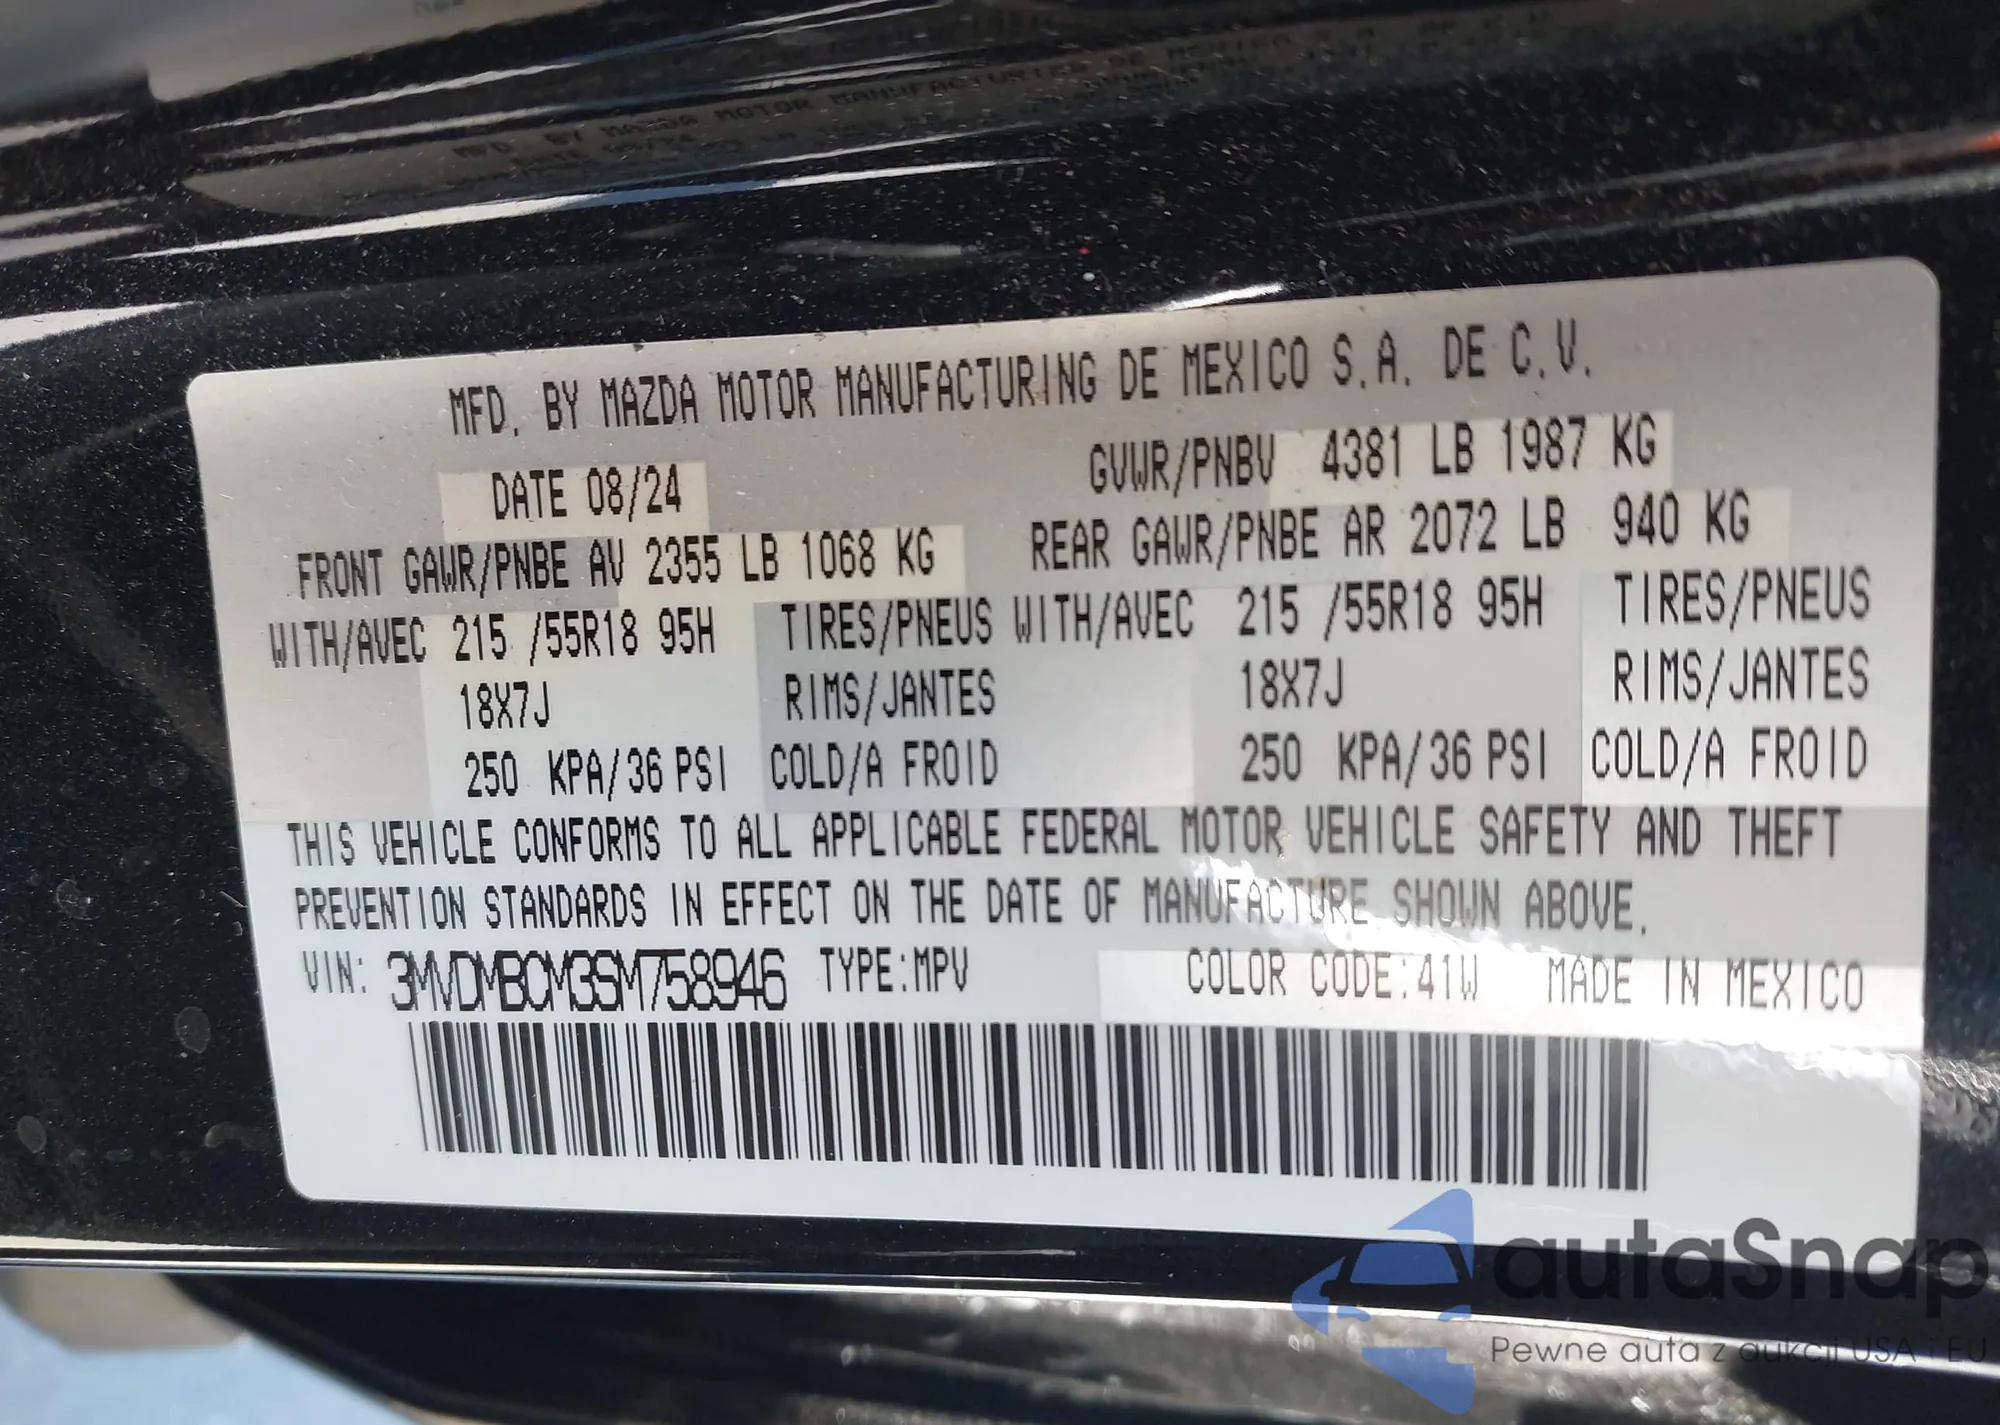 MFD. BY MAZDA MOTOR MANUFACTURING DE MEXICO S.A. DE C.V.
DATE 08/24 GVWR/PNBV 4381 LB 1987 KG
FRONT GAWR/PNBE AV 2355 LB 1068 KG REAR GAWR/PNBE AR 2072 LB 940 KG
WITH/AVEC 215 /55R18 95H TIRES/PNEUS WITH/AVEC 215 /55R18 95H TIRES/PNEUS
18X7J RIMS/JANTES 18X7J RIMS/JANTES
250 KPA/36 PSI COLD/A FROID 250 KPA/36 PSI COLD/A FROID
THIS VEHICLE CONFORMS TO ALL APPLICABLE FEDERAL MOTOR VEHICLE SAFETY AND THEFT
PREVENTION STANDARDS IN EFFECT ON THE DATE OF MANUFACTURE SHOWN ABOVE.
VIN: 3MVDMBCM3SM758946 TYPE:MPV COLOR CODE:41W MADE IN MEXICO
autaSnap
Pewne auta z aukcji USA i EU